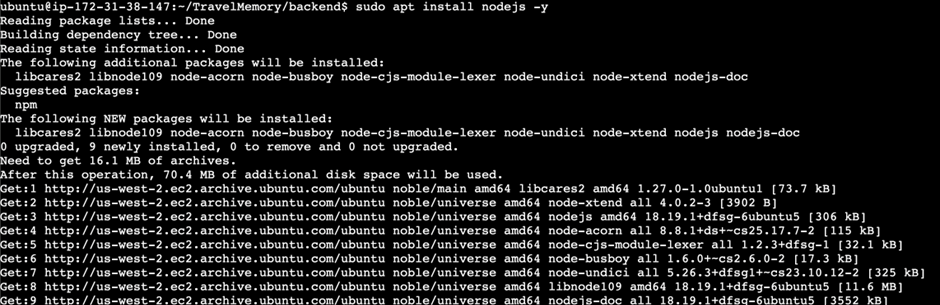 ubuntu@ip-172-31-38-147:~/TravelMemory/backend$ sudo apt install nodejs -y
Reading package lists... Done
Building dependency tree... Done
Reading state information... Done
The following additional packages will be installed:
  libcares2 libnode109 node-acorn node-busboy node-cjs-module-lexer node-undici node-xtend nodejs-doc
Suggested packages:
  npm
The following NEW packages will be installed:
  libcares2 libnode109 node-acorn node-busboy node-cjs-module-lexer node-undici node-xtend nodejs nodejs-doc
0 upgraded, 9 newly installed, 0 to remove and 0 not upgraded.
Need to get 16.1 MB of archives.
After this operation, 70.4 MB of additional disk space will be used.
Get:1 http://us-west-2.ec2.archive.ubuntu.com/ubuntu noble/main amd64 libcares2 amd64 1.27.0-1.0ubuntu1 [73.7 kB]
Get:2 http://us-west-2.ec2.archive.ubuntu.com/ubuntu noble/universe amd64 node-xtend all 4.0.2-3 [3902 B]
Get:3 http://us-west-2.ec2.archive.ubuntu.com/ubuntu noble/universe amd64 nodejs amd64 18.19.1+dfsg-6ubuntu5 [306 kB]
Get:4 http://us-west-2.ec2.archive.ubuntu.com/ubuntu noble/universe amd64 node-acorn all 8.8.1+ds+~cs25.17.7-2 [115 kB]
Get:5 http://us-west-2.ec2.archive.ubuntu.com/ubuntu noble/universe amd64 node-cjs-module-lexer all 1.2.3+dfsg-1 [32.1 kB]
Get:6 http://us-west-2.ec2.archive.ubuntu.com/ubuntu noble/universe amd64 node-busboy all 1.6.0+~cs2.6.0-2 [17.3 kB]
Get:7 http://us-west-2.ec2.archive.ubuntu.com/ubuntu noble/universe amd64 node-undici all 5.26.3+dfsg1+~cs23.10.12-2 [325 kB]
Get:8 http://us-west-2.ec2.archive.ubuntu.com/ubuntu noble/universe amd64 libnode109 amd64 18.19.1+dfsg-6ubuntu5 [11.6 MB]
Get:9 http://us-west-2.ec2.archive.ubuntu.com/ubuntu noble/universe amd64 nodejs-doc all 18.19.1+dfsg-6ubuntu5 [3552 kB]